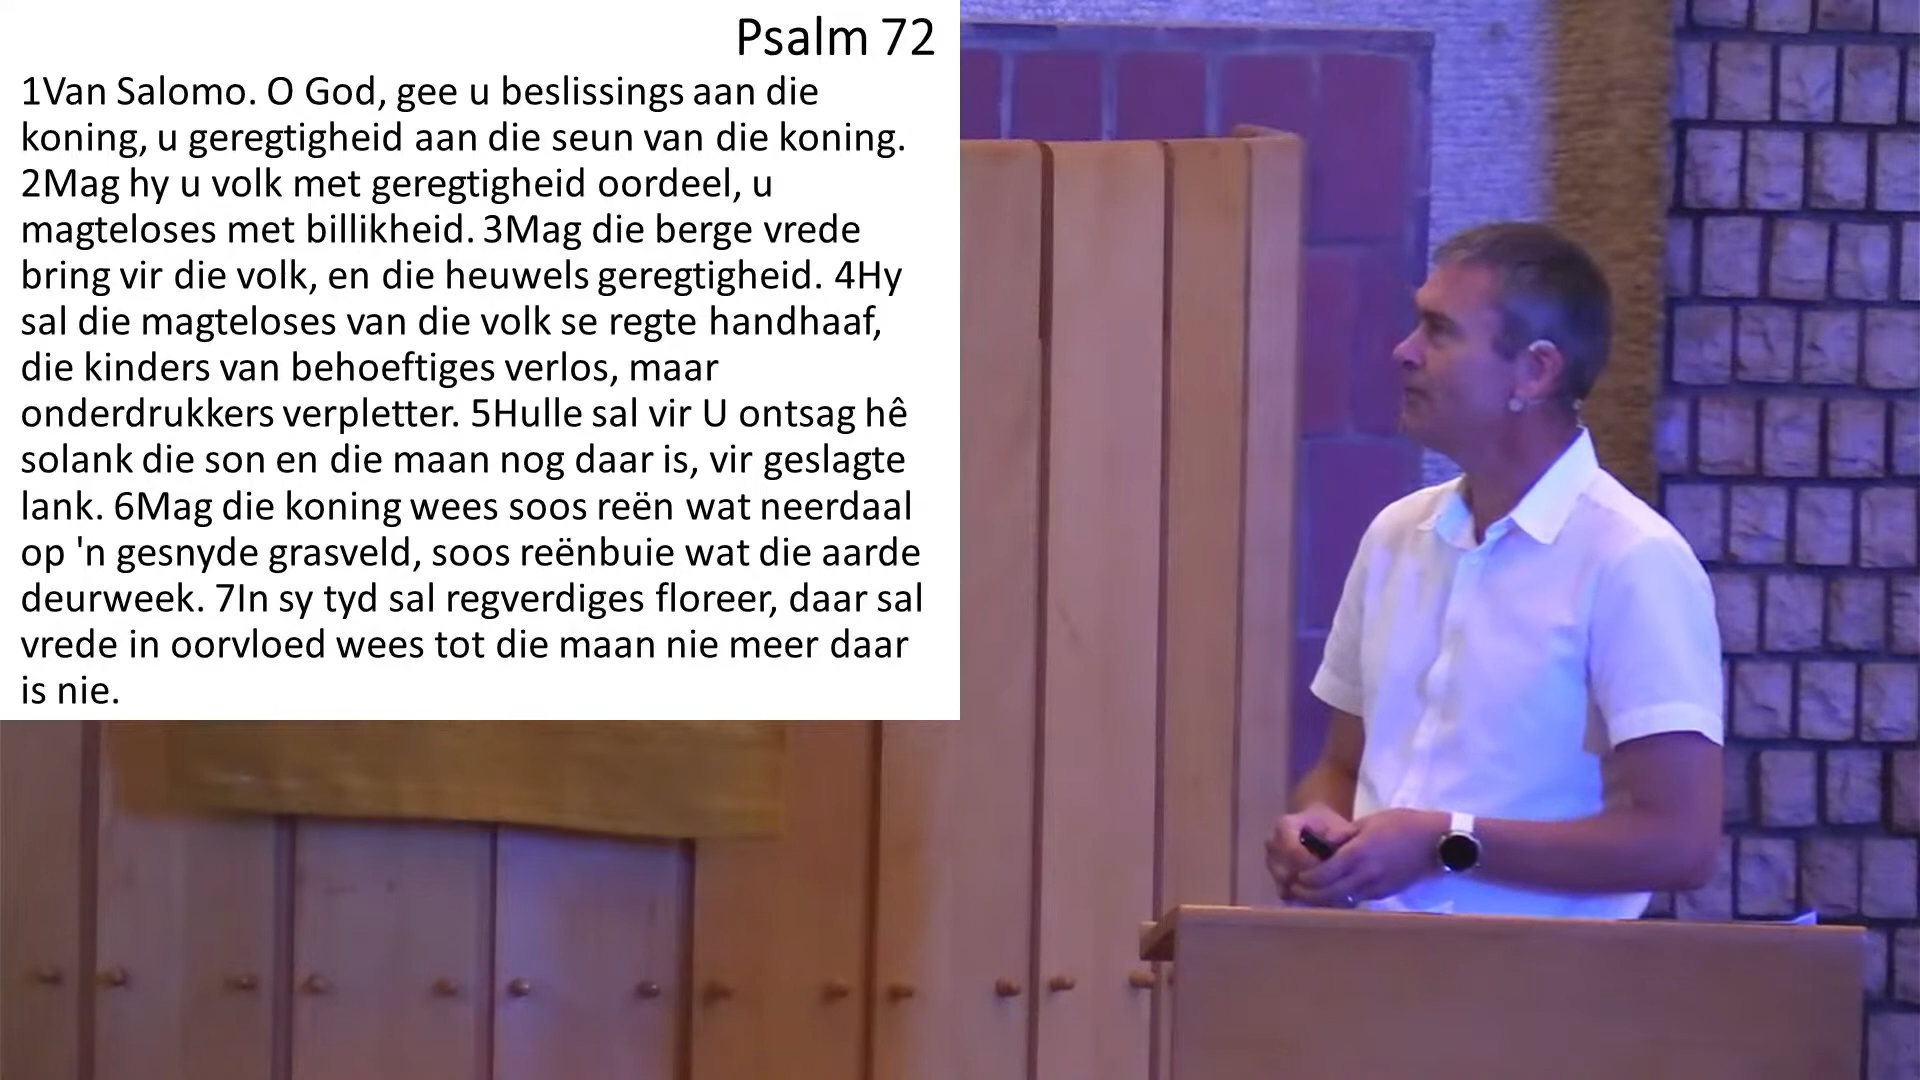 Psalm 72
1Van Salomo. O God, gee u beslissings aan die
koning, u geregtigheid aan die seun van die koning.
2Mag hy u volk met geregtigheid oordeel, u
magteloses met billikheid. 3Mag die berge vrede
bring vir die volk, en die heuwels geregtigheid. 4Hy
sal die magteloses van die volk se regte handhaaf,
die kinders van behoeftiges verlos, maar
onderdrukkers verpletter. 5Hulle sal vir U ontsag hê
solank die son en die maan nog daar is, vir geslagte
lank. 6Mag die koning wees soos reën wat neerdaal
op 'n gesnyde grasveld, soos reënbuie wat die aarde
deurweek. 7In sy tyd sal regverdiges floreer, daar sal
vrede in oorvloed wees tot die maan nie meer daar
is nie.